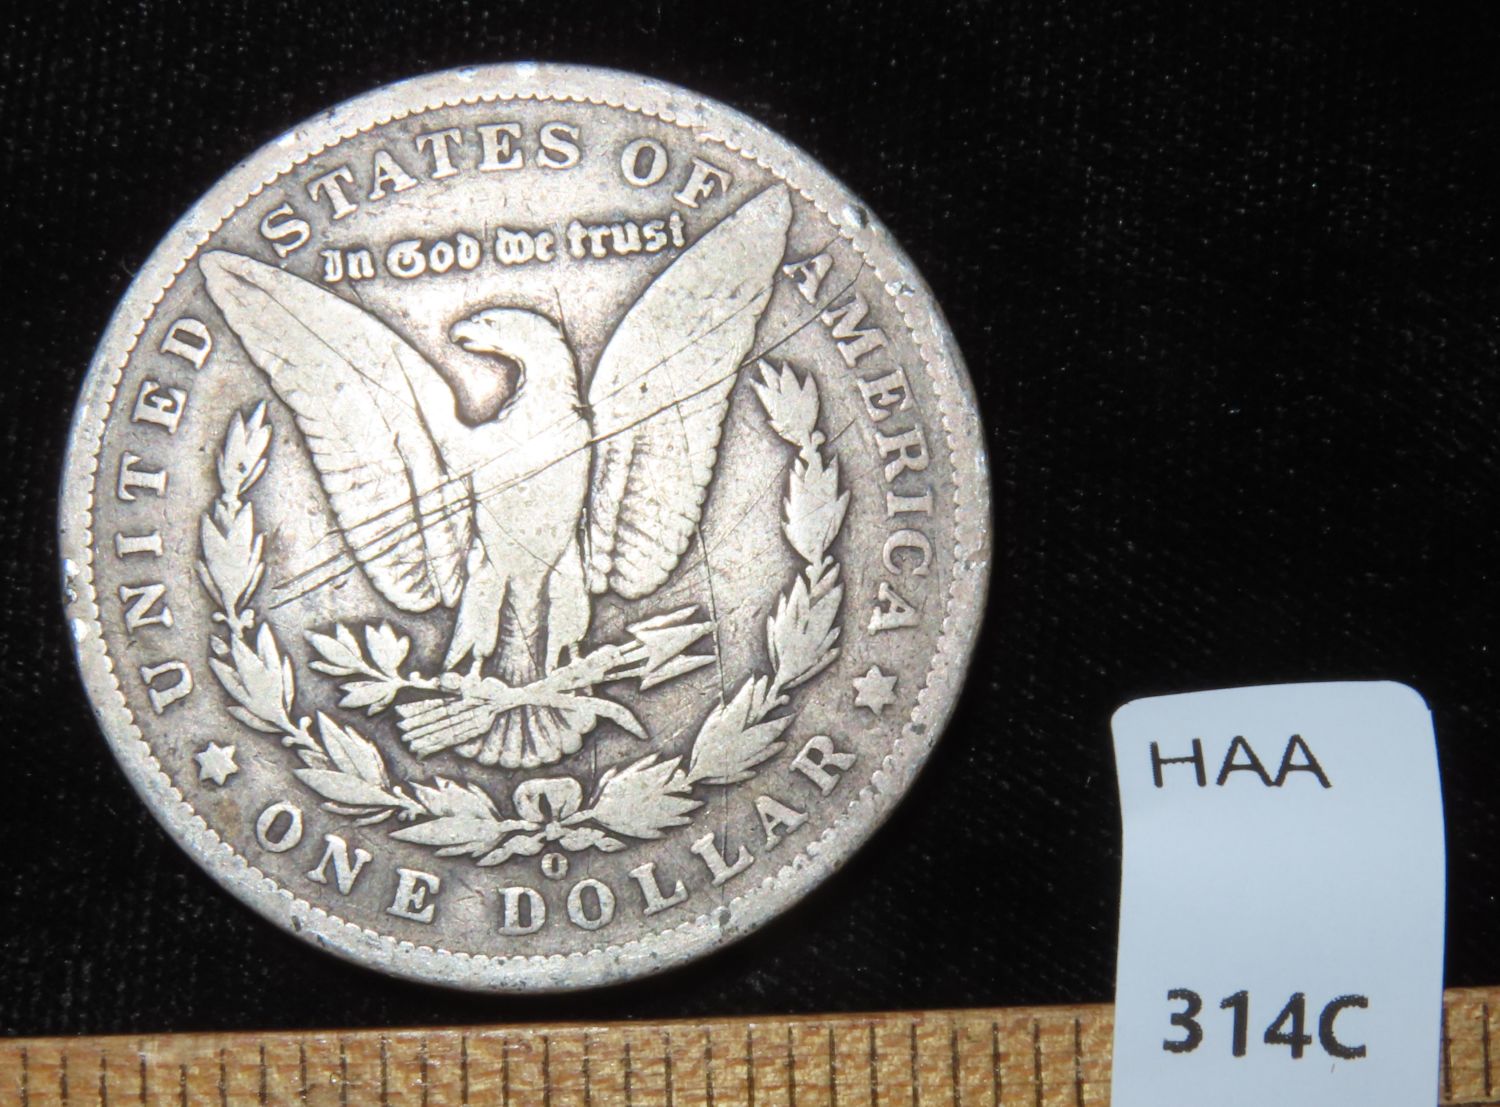 UNITED STATES OF AMERICA
In God we trust
O
ONE DOLLAR
HAA
314C